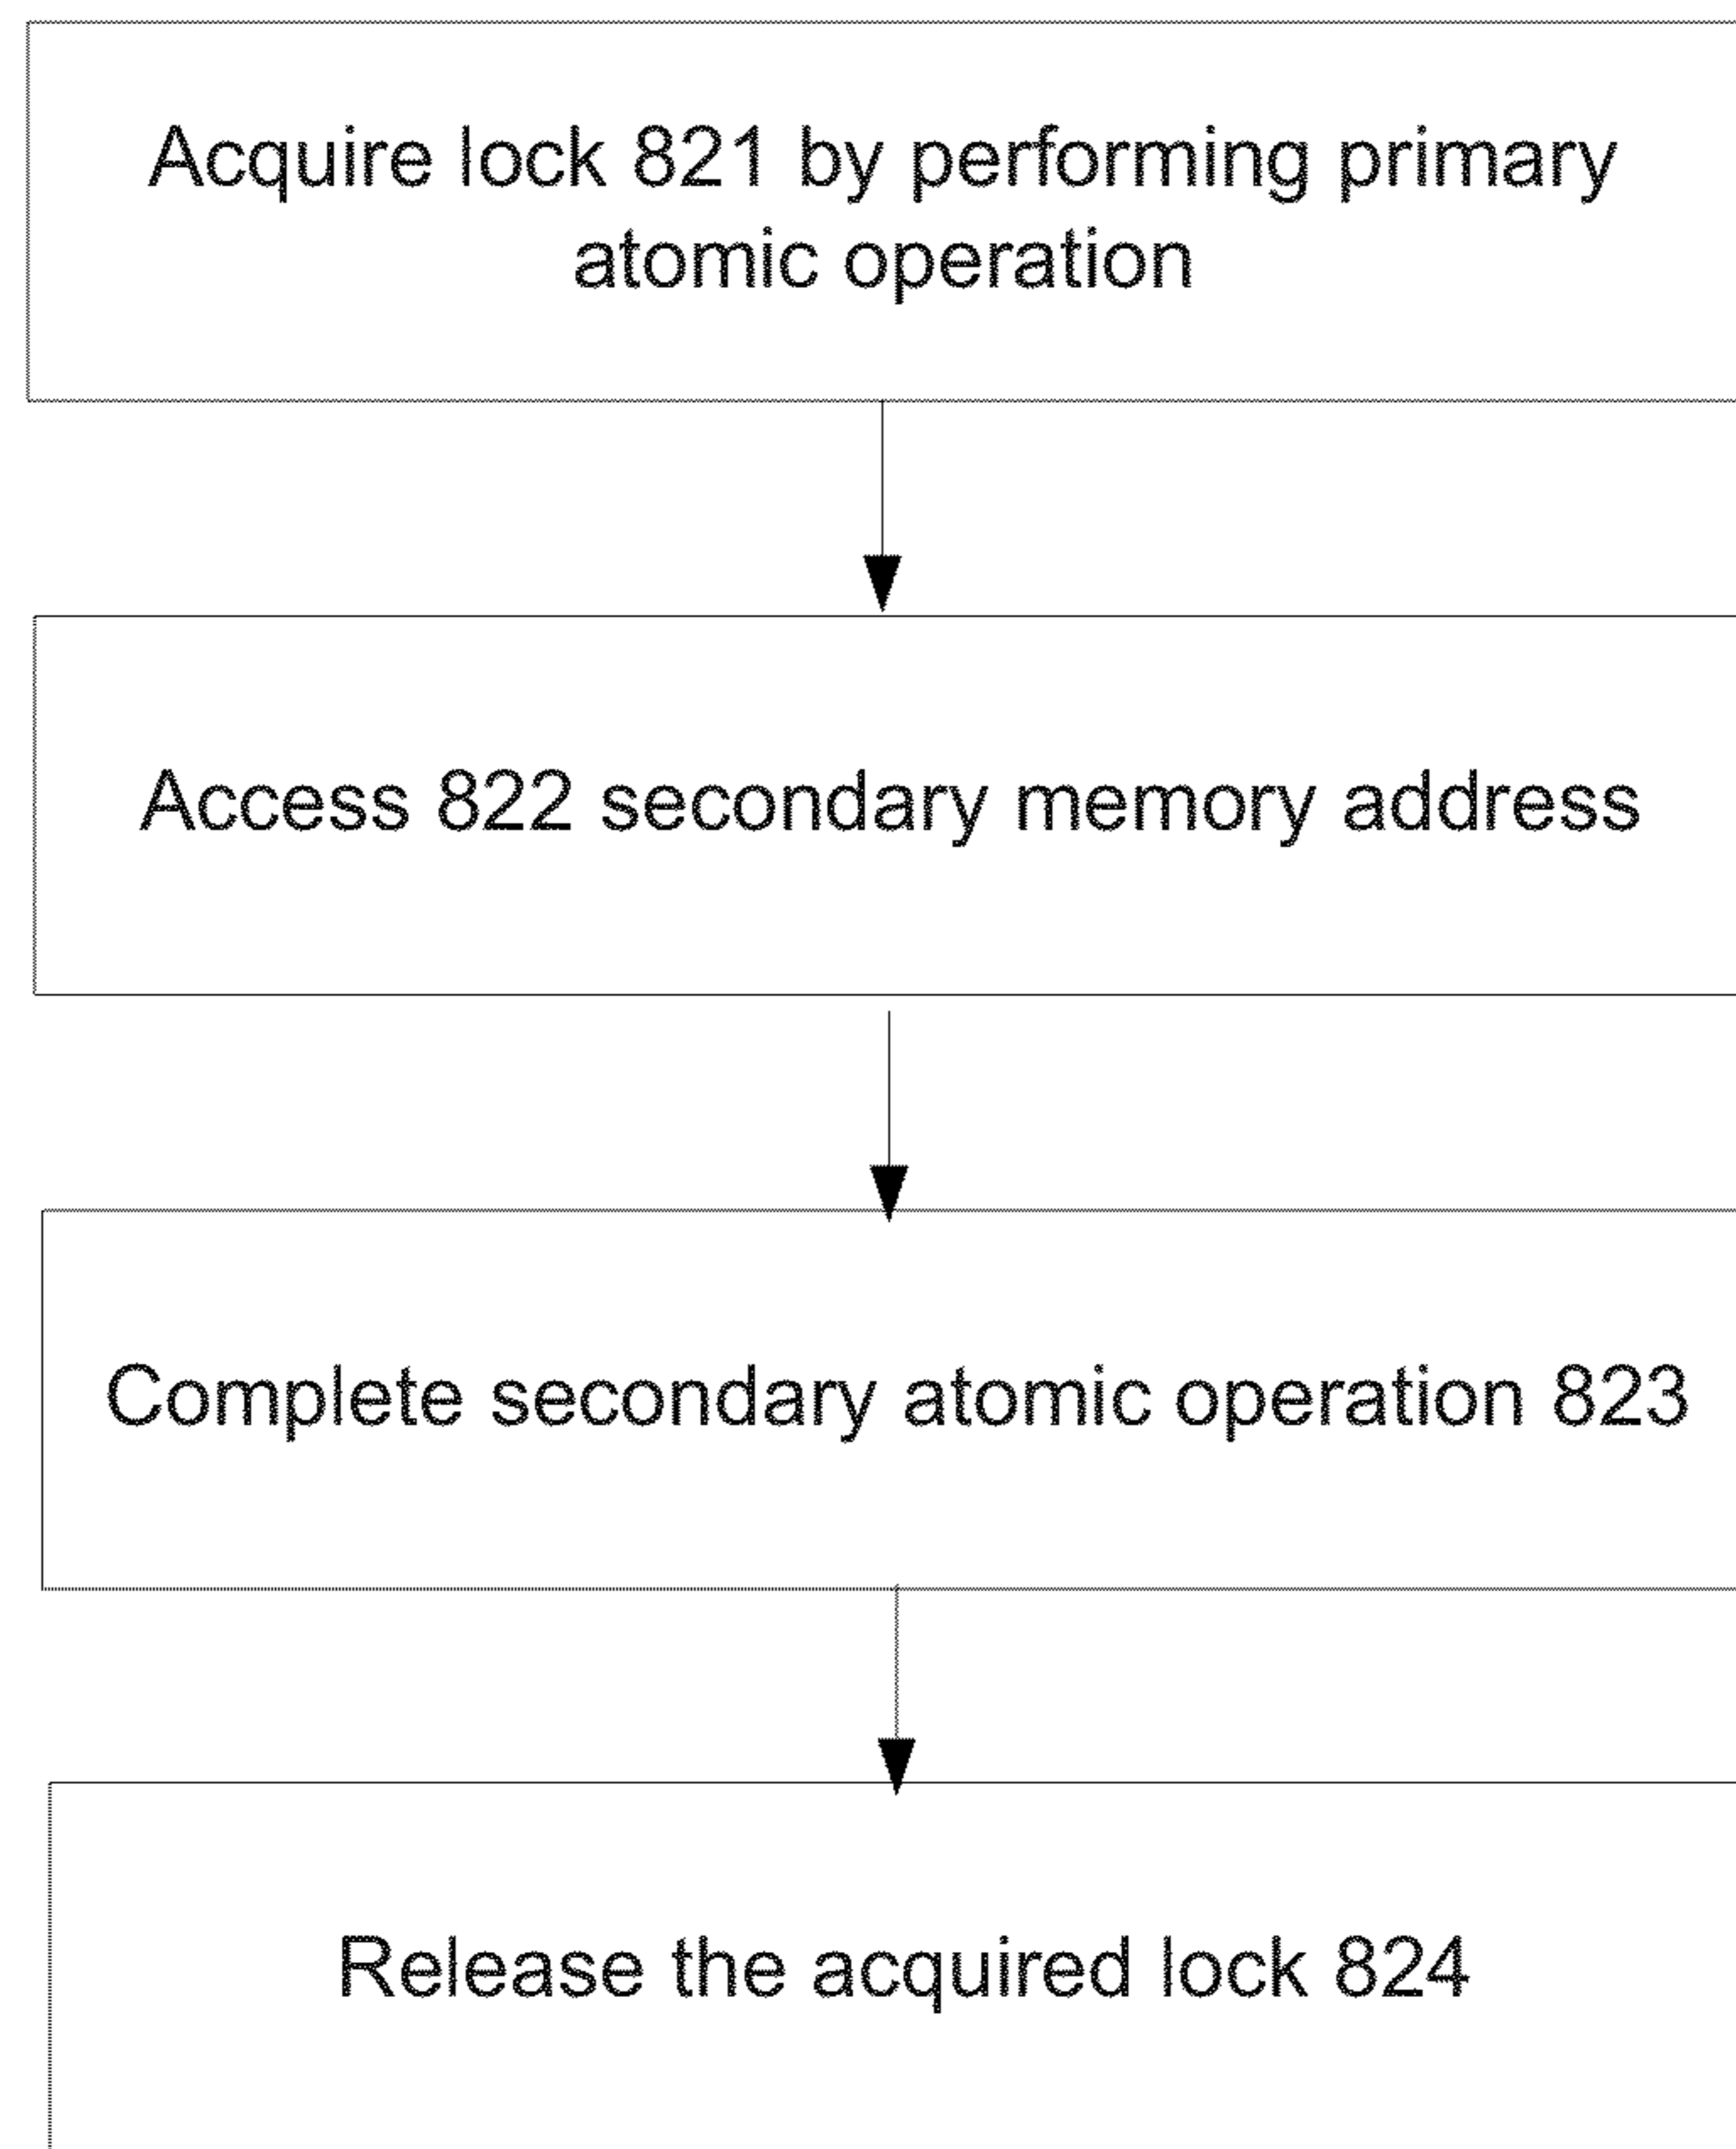 Acquire lock 821 by performing primary
atomic operation
Access 822 secondary memory address
Complete secondary atomic operation 823
Release the acquired lock 824